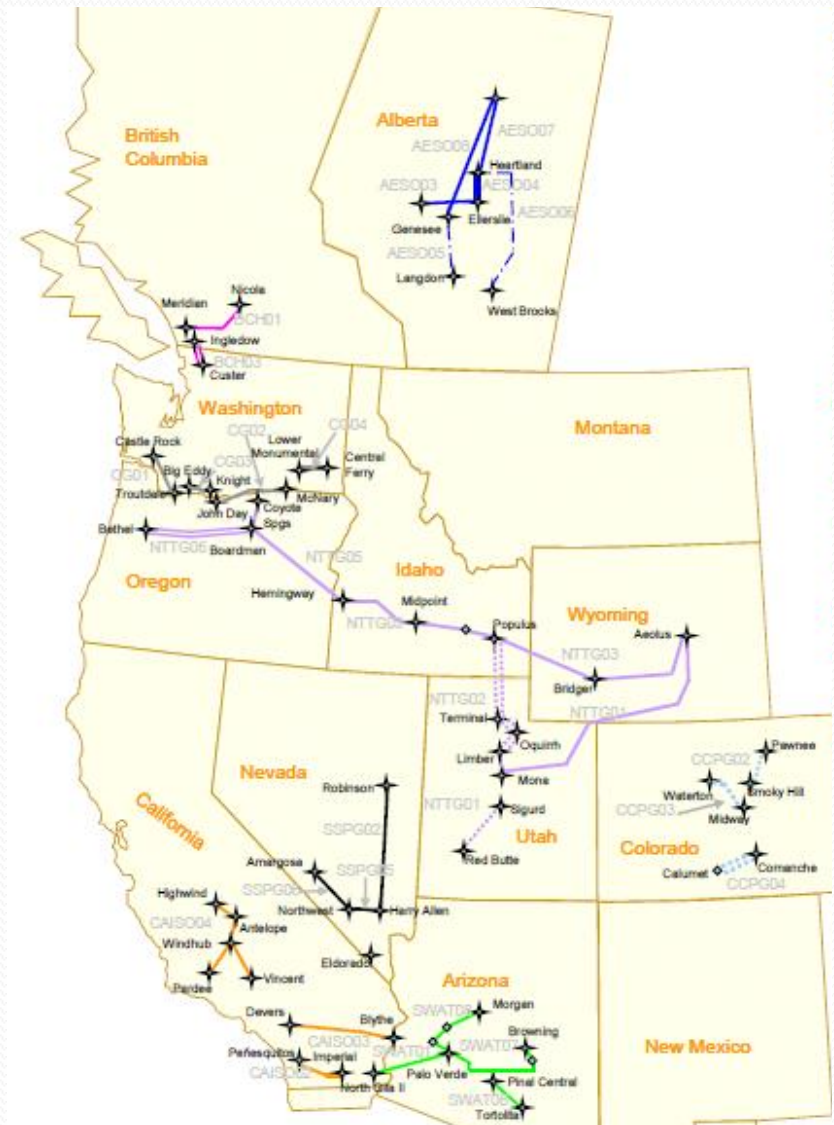 British
Columbia
Alberta
AESO07
AESO08
Heartland
AESO03
AESO04
AESO06
Genesee
Ellerslie
AESO05
Langdon
West Brooks
Nicola
Meridian
BCH01
Ingledow
BCH03
Custer
Washington
CG02
CG04
Castle Rock
Lower
Monumental
Central
Ferry
Big Eddy
CG03
CG01
Knight
Troutdale
McNary
John Day
Coyote
Spgs
Bethel
Boardman
NTTG06
NTTG05
Montana
Oregon
Idaho
Hemingway
Midpoint
Wyoming
Populus
Aeolus
NTTG03
Bridger
NTTG02
NTTG01
Terminal
Oquirrh
Limber
Mona
Pawnee
CCPG02
Waterton
Smoky Hill
CCPG03
Midway
Nevada
Robinson
NTTG01
Sigurd
California
SSPG02
Utah
Colorado
Red Butte
Comanche
Calumet
CCPG04
Amargosa
SSPG05
SSPG06
Highwind
Northwest
Harry Allen
CAISO04
Antelope
Windhub
Eldorado
Pardee
Vincent
Arizona
Devers
Blythe
SWAT08
Morgan
Browning
CAISO03
SWAT07
Peñasquitos
Imperial
SWAT01
New Mexico
CAISO02
North Gila II
Palo Verde
Pinal Central
SWAT06
Tortolita